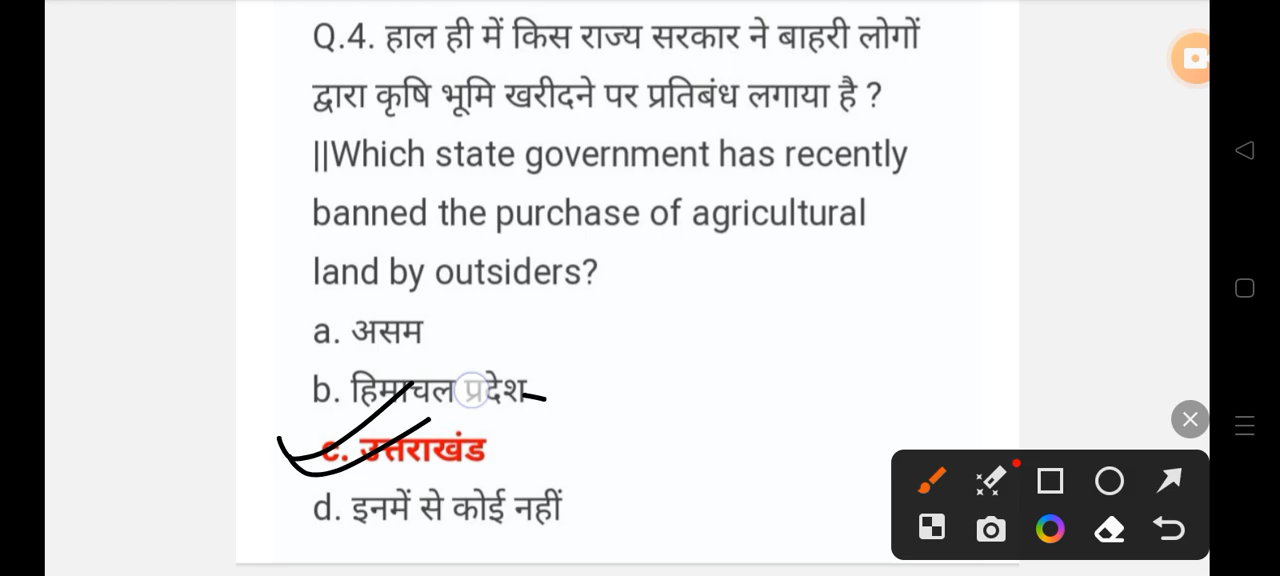 Q.4. हाल ही में किस राज्य सरकार ने बाहरी लोगों
द्वारा कृषि भूमि खरीदने पर प्रतिबंध लगाया है ?
||Which state government has recently
banned the purchase of agricultural
land by outsiders?
a. असम
b. हिमाचल प्रदेश
c. उत्तराखंड
d. इनमें से कोई नहीं